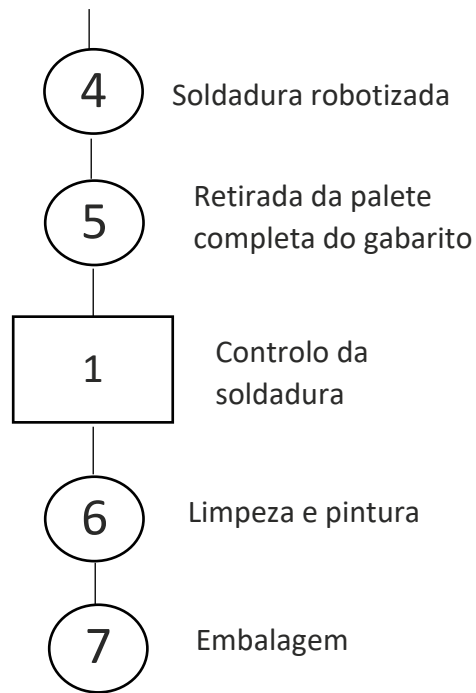 4
Soldadura robotizada
5
Retirada da palete
completa do gabarito
1
Controlo da
soldadura
6
Limpeza e pintura
7
Embalagem